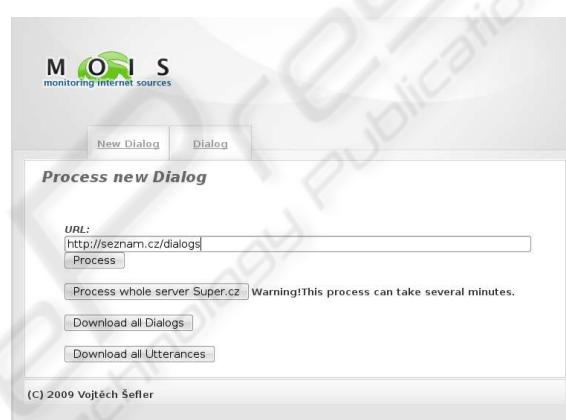 M O I S
monitoring internet sources
New Dialog Dialog
Process new Dialog
URL:
http://seznam.cz/dialogs
Process
Process whole server Super.cz Warning!This process can take several minutes.
Download all Dialogs
Download all Utterances
(C) 2009 Vojtěch Šefler